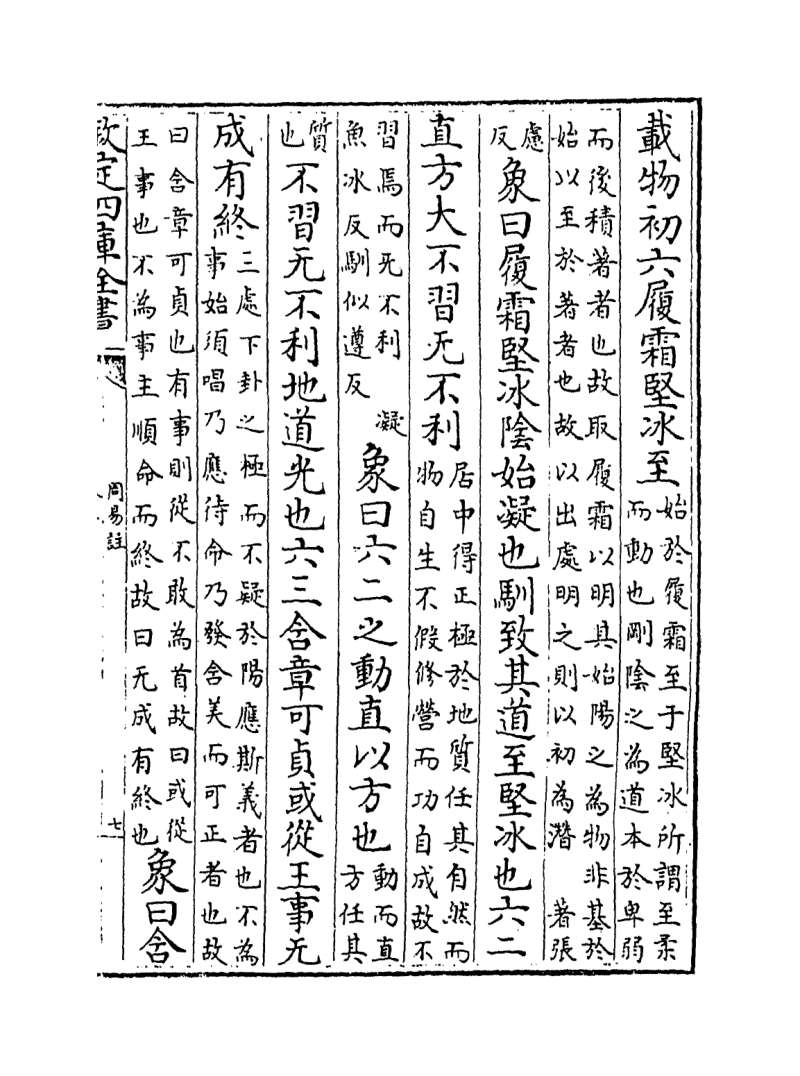 載物初六履霜堅冰至
始於履霜至于堅冰所謂至柔
而動也剛陰之為道本於卑弱
而後積著者也故取履霜以明其始陽之為物非基於
始以至於著者也故以出處明之則以初為潛 著張
慮
反
象曰履霜堅冰陰始凝也馴致其道至堅冰也六二
直方大不習无不利
居中得正極於地質任其自然而
物自生不假修營而功自成故不
習焉而无不利 凝
魚冰反馴似遵反
象曰六二之動直以方也
動而直
方任其
質
也
不習无不利地道光也六三含章可貞或從王事无
成有終
三處下卦之極而不疑於陽應斯義者也不為
事始須唱乃應待命乃發含美而可正者也故
曰含章可貞也有事則從不敢為首故曰或從
王事也不為事主順命而終故曰无成有終也
象曰含
欽定四庫全書
周易註
七